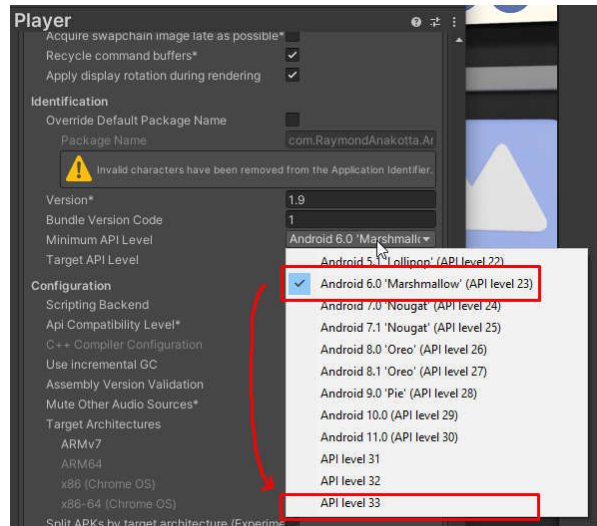 Player
Acquire swapchain image late as possible*
Recycle command buffers*
Apply display rotation during rendering
Identification
Override Default Package Name
Package Name com.RaymondAnakotta.Ar
Invalid characters have been removed from the Application Identifier.
Version* 1.9
Bundle Version Code 1
Minimum API Level Android 6.0 'Marshmallo
Target API Level
Android 5.1 'Lollipop' (API level 22)
Configuration
Android 6.0 'Marshmallow' (API level 23)
Scripting Backend
Android 7.0 'Nougat' (API level 24)
Api Compatibility Level*
Android 7.1 'Nougat' (API level 25)
C++ Compiler Configuration
Android 8.0 'Oreo' (API level 26)
Use incremental GC
Android 8.1 'Oreo' (API level 27)
Assembly Version Validation
Android 9.0 'Pie' (API level 28)
Mute Other Audio Sources*
Android 10.0 (API level 29)
Target Architectures
Android 11.0 (API level 30)
ARMv7
API level 31
ARM64
API level 32
x86 (Chrome OS)
API level 33
x86-64 (Chrome OS)
Split APKs by target architecture (Experime